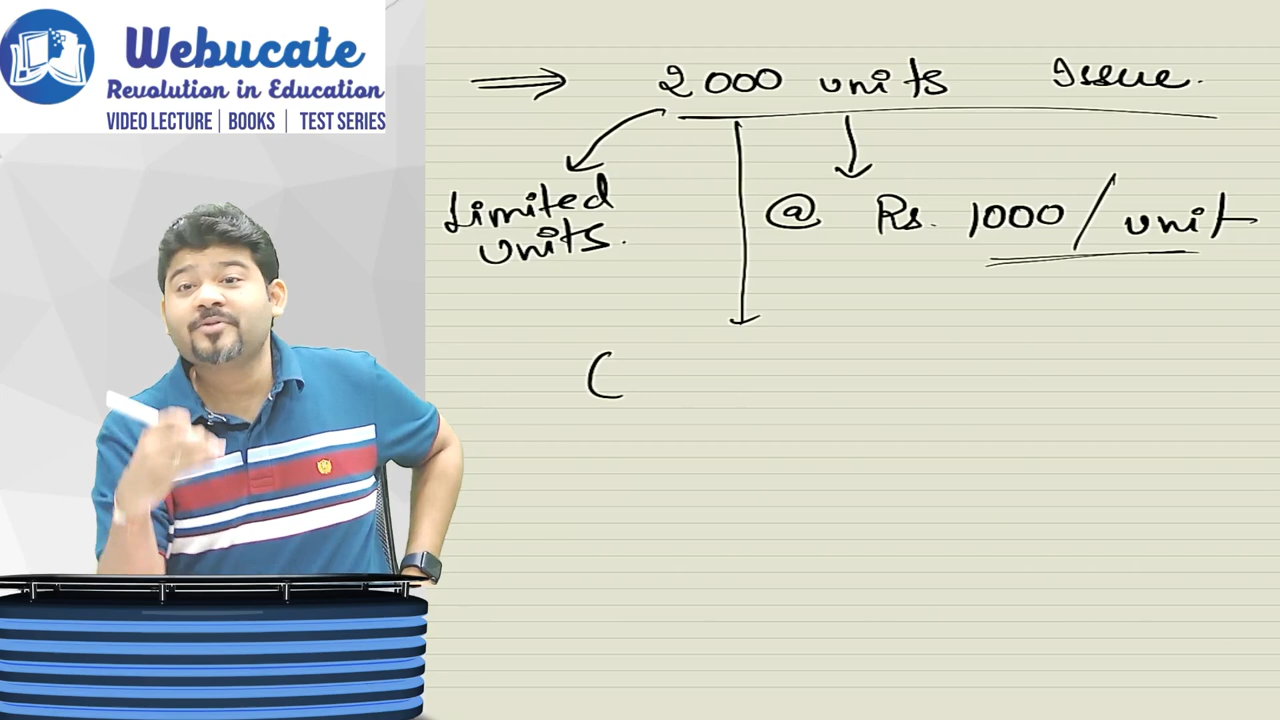 Webucate
Revolution in Education
VIDEO LECTURE | BOOKS | TEST SERIES
⇒ 2000 units Issue.
Limited
units.
@ Rs. 1000 / unit
(